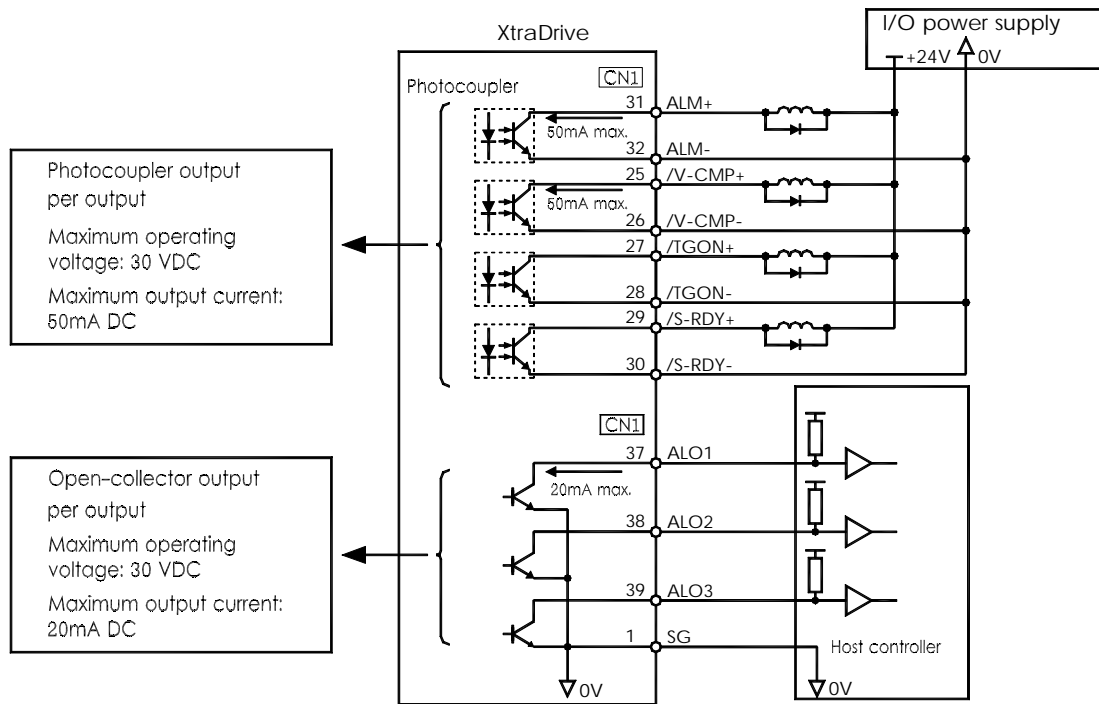 XtraDrive
I/O power supply
+24V
0V
Photocoupler
CN1
31
ALM+
50mA max.
32
ALM-
25
/V-CMP+
50mA max.
26
/V-CMP-
27
/TGON+
28
/TGON-
29
/S-RDY+
30
/S-RDY-
Photocoupler output
per output
Maximum operating
voltage: 30 VDC
Maximum output current:
50mA DC
CN1
37
ALO1
20mA max.
38
ALO2
39
ALO3
1
SG
0V
Host controller
0V
Open-collector output
per output
Maximum operating
voltage: 30 VDC
Maximum output current:
20mA DC